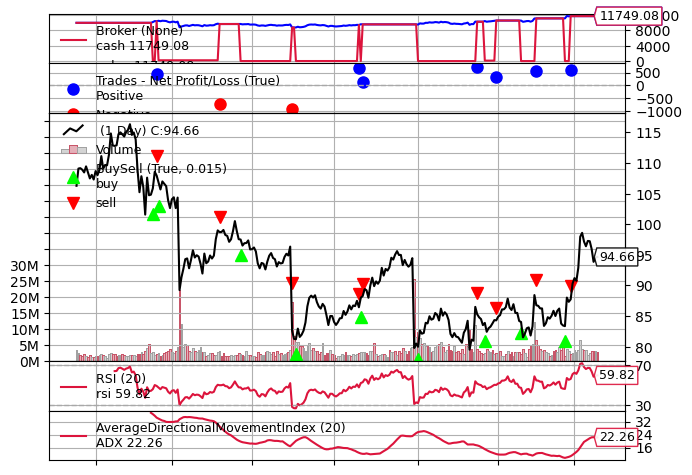 Broker (None)
cash 11749.08
11749.08
8000
4000
0
Trades - Net Profit/Loss (True)
Positive
500
0
−500
−1000
(1 Day) C:94.66
Volume
BuySell (True, 0.015)
buy
sell
115
110
105
100
94.66
95
90
85
80
30M
25M
20M
15M
10M
5M
0M
RSI (20)
rsi 59.82
70
59.82
30
AverageDirectionalMovementIndex (20)
ADX 22.26
32
22.26
24
16